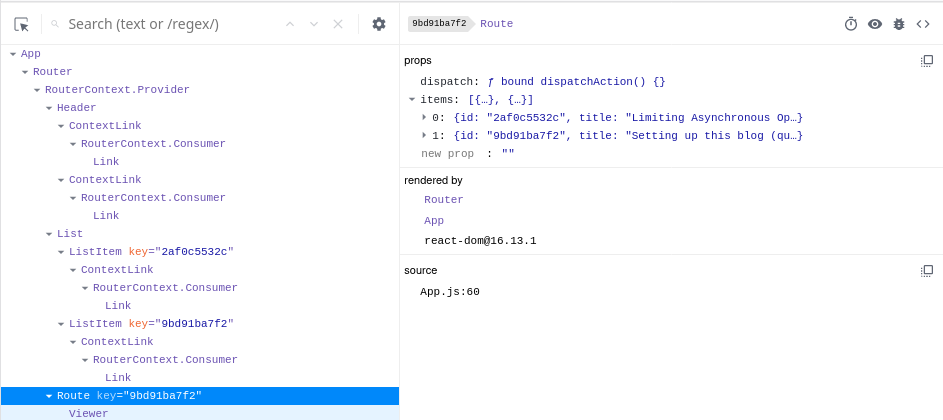 Search (text or /regex/)
App
Router
RouterContext.Provider
Header
ContextLink
RouterContext.Consumer
Link
ContextLink
RouterContext.Consumer
Link
List
ListItem key="2af0c5532c"
ContextLink
RouterContext.Consumer
Link
ListItem key="9bd91ba7f2"
ContextLink
RouterContext.Consumer
Link
Route key="9bd91ba7f2"
Viewer
9bd91ba7f2 Route
props
dispatch: ƒ bound dispatchAction() {}
items: [{…}, {…}]
0: {id: "2af0c5532c", title: "Limiting Asynchronous Op…}
1: {id: "9bd91ba7f2", title: "Setting up this blog (qu…}
new prop : ""
rendered by
Router
App
react-dom@16.13.1
source
App.js:60